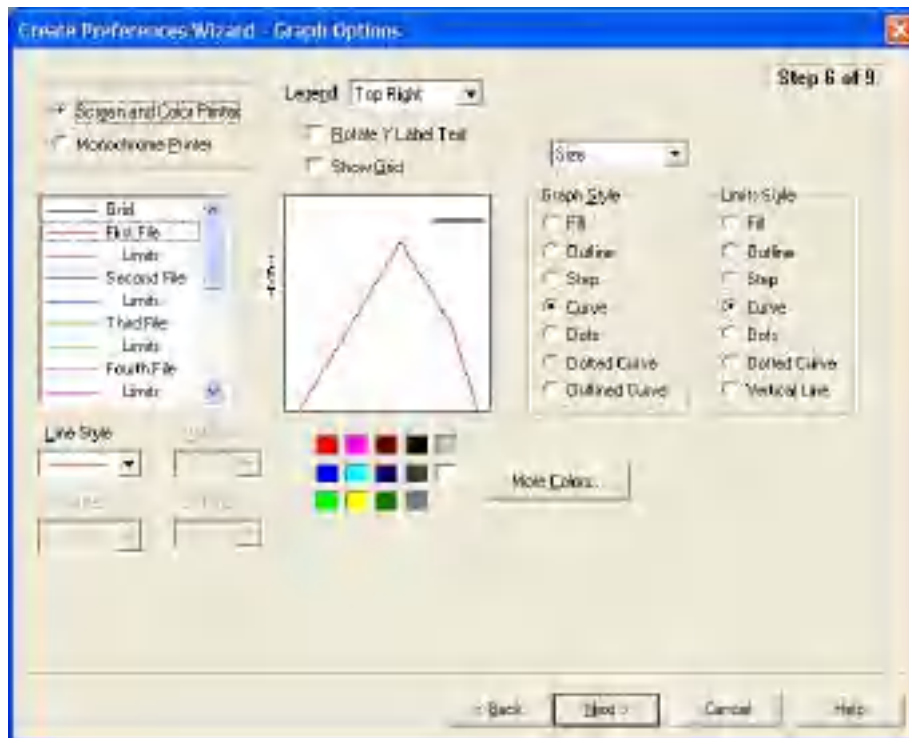 Create Preferences Wizard - Graph Options
Step 6 of 9
Screen and Color Printer
Monochrome Printer
Legend Top Right
Rotate Y Label Text
Show Grid
Size
Grid
First File
Limits
Second File
Limits
Third File
Limits
Fourth File
Limits
Graph Style
Fill
Outline
Step
Curve
Dots
Dotted Curve
Outlined Curve
Limits Style
Fill
Outline
Step
Curve
Dots
Dotted Curve
Vertical Line
Line Style
More Colors...
< Back
Next >
Cancel
Help